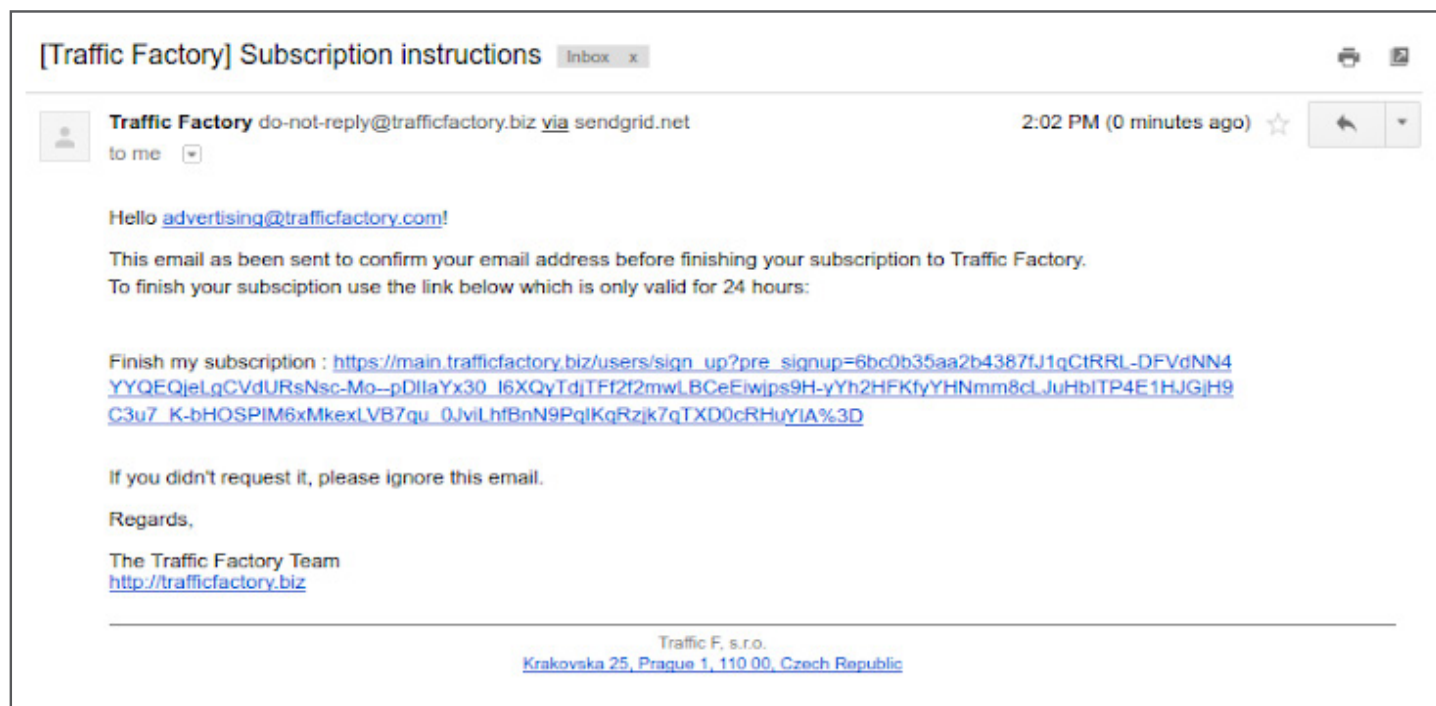 [Traffic Factory] Subscription instructions Inbox x
Traffic Factory do-not-reply@trafficfactory.biz via sendgrid.net 2:02 PM (0 minutes ago)
to me
Hello advertising@trafficfactory.com!
This email as been sent to confirm your email address before finishing your subscription to Traffic Factory.
To finish your subsciption use the link below which is only valid for 24 hours:
Finish my subscription : https://main.trafficfactory.biz/users/sign_up?pre_signup=6bc0b35aa2b4387fJ1qCtRRL-DFVdNN4
YYQEQjeLgCVdURsNsc-Mo--pDIIaYx30_I6XQyTdjTFf2f2mwLBCeEiwjps9H-yYh2HFKfyYHNmm8cLJuHbITP4E1HJGjH9
C3u7_K-bHOSPIM6xMkexLVB7qu_0JviLhfBnN9PqIKqRzjk7qTXD0cRHuYIA%3D
If you didn't request it, please ignore this email.
Regards,
The Traffic Factory Team
http://trafficfactory.biz
Traffic F, s.r.o.
Krakovska 25, Prague 1, 110 00, Czech Republic